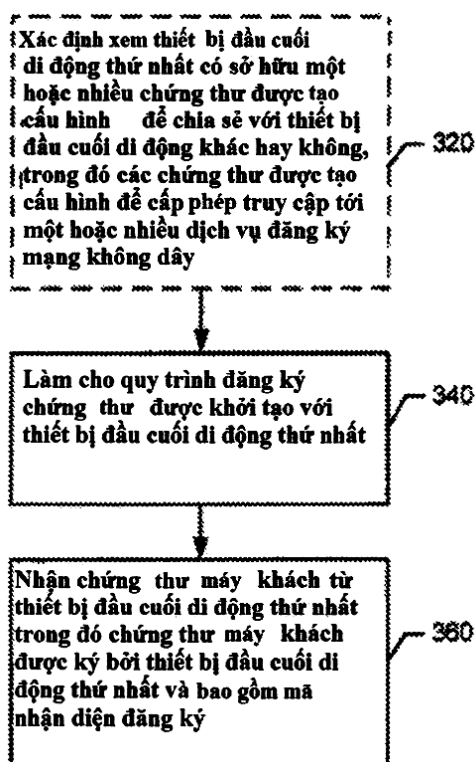 Xác định xem thiết bị đầu cuối
di động thứ nhất có sở hữu một
hoặc nhiều chứng thư được tạo
cấu hình để chia sẻ với thiết bị
đầu cuối di động khác hay không,
trong đó các chứng thư được tạo
cấu hình để cấp phép truy cập tới
một hoặc nhiều dịch vụ đăng ký
mạng không dây
320
Làm cho quy trình đăng ký
chứng thư được khởi tạo với
thiết bị đầu cuối di động thứ nhất
340
Nhận chứng thư máy khách từ
thiết bị đầu cuối di động thứ nhất
trong đó chứng thư máy khách
được ký bởi thiết bị đầu cuối di
động thứ nhất và bao gồm mã
nhận diện đăng ký
360